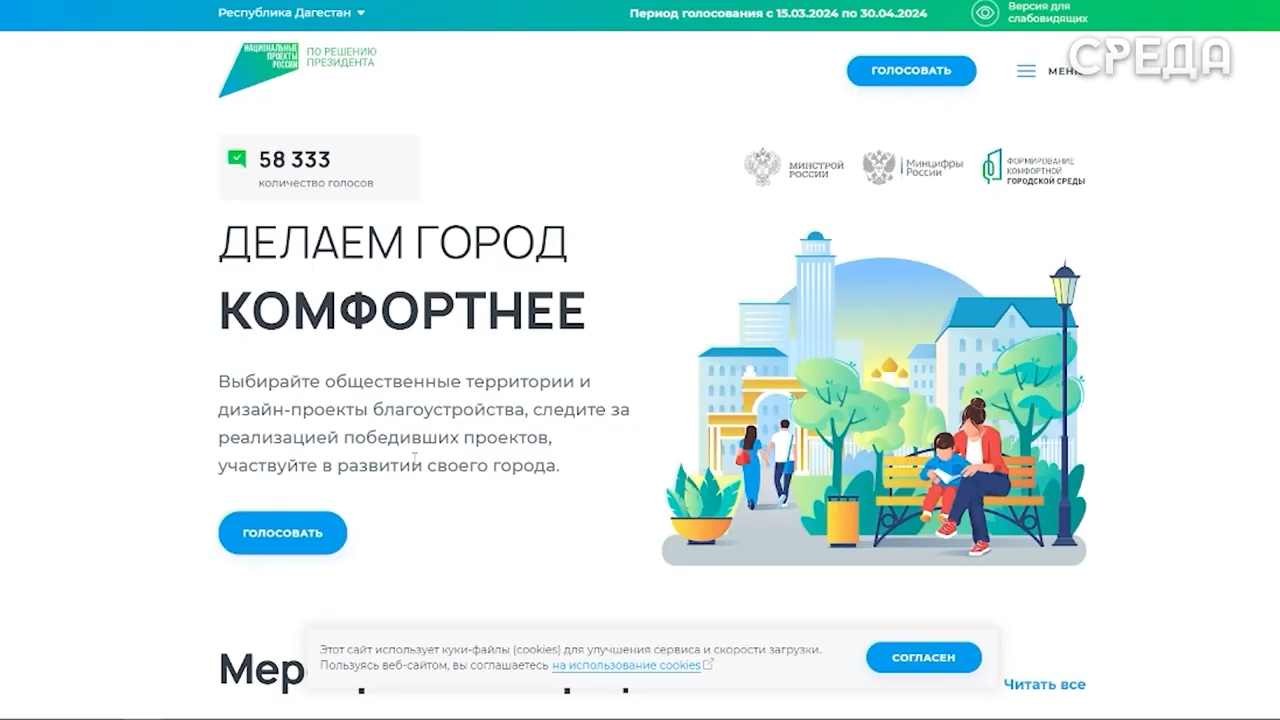 Республика Дагестан
Период голосования с 15.03.2024 по 30.04.2024
Версия для
слабовидящих
НАЦИОНАЛЬНЫЕ
ПРОЕКТЫ
РОССИИ
ПО РЕШЕНИЮ
ПРЕЗИДЕНТА
ГОЛОСОВАТЬ
СРЕДА
58 333
количество голосов
МИНСТРОЙ
РОССИИ
Минцифры
России
ФОРМИРОВАНИЕ
КОМФОРТНОЙ
ГОРОДСКОЙ СРЕДЫ
ДЕЛАЕМ ГОРОД
КОМФОРТНЕЕ
Выбирайте общественные территории и
дизайн-проекты благоустройства, следите за
реализацией победивших проектов,
участвуйте в развитии своего города.
ГОЛОСОВАТЬ
Этот сайт использует куки-файлы (cookies) для улучшения сервиса и скорости загрузки.
Пользуясь веб-сайтом, вы соглашаетесь на использование cookies
СОГЛАСЕН
Читать все